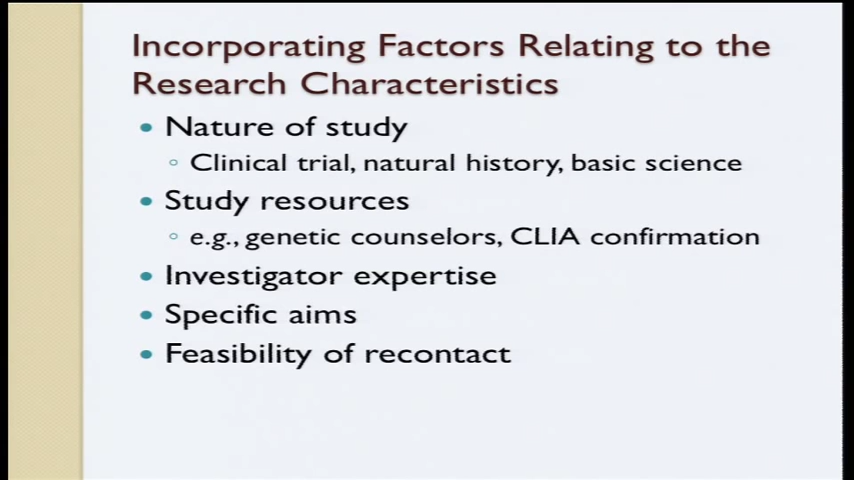 Incorporating Factors Relating to the
Research Characteristics
• Nature of study
◦ Clinical trial, natural history, basic science
• Study resources
◦ e.g., genetic counselors, CLIA confirmation
• Investigator expertise
• Specific aims
• Feasibility of recontact